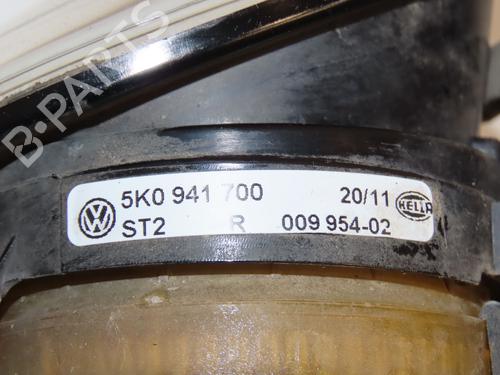 B-PARTS
5K0 941 700 20/11 HELLA
ST2 R 009 954-02